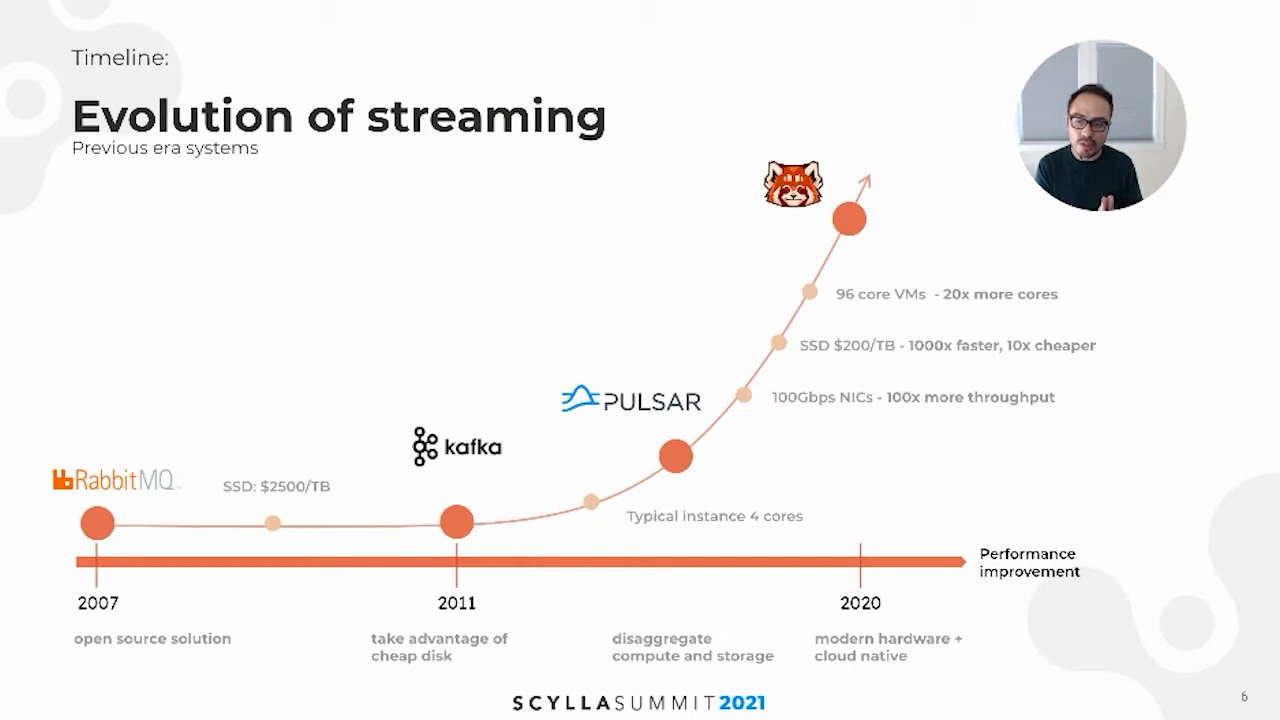 Timeline:
Evolution of streaming
Previous era systems
96 core VMs - 20x more cores
SSD $200/TB - 1000x faster, 10x cheaper
100Gbps NICs - 100x more throughput
PULSAR
kafka
RabbitMQ
SSD: $2500/TB
Typical instance 4 cores
Performance
improvement
2007
2011
2020
open source solution
take advantage of
cheap disk
disaggregate
compute and storage
modern hardware +
cloud native
SCYLLASUMMIT2021
6